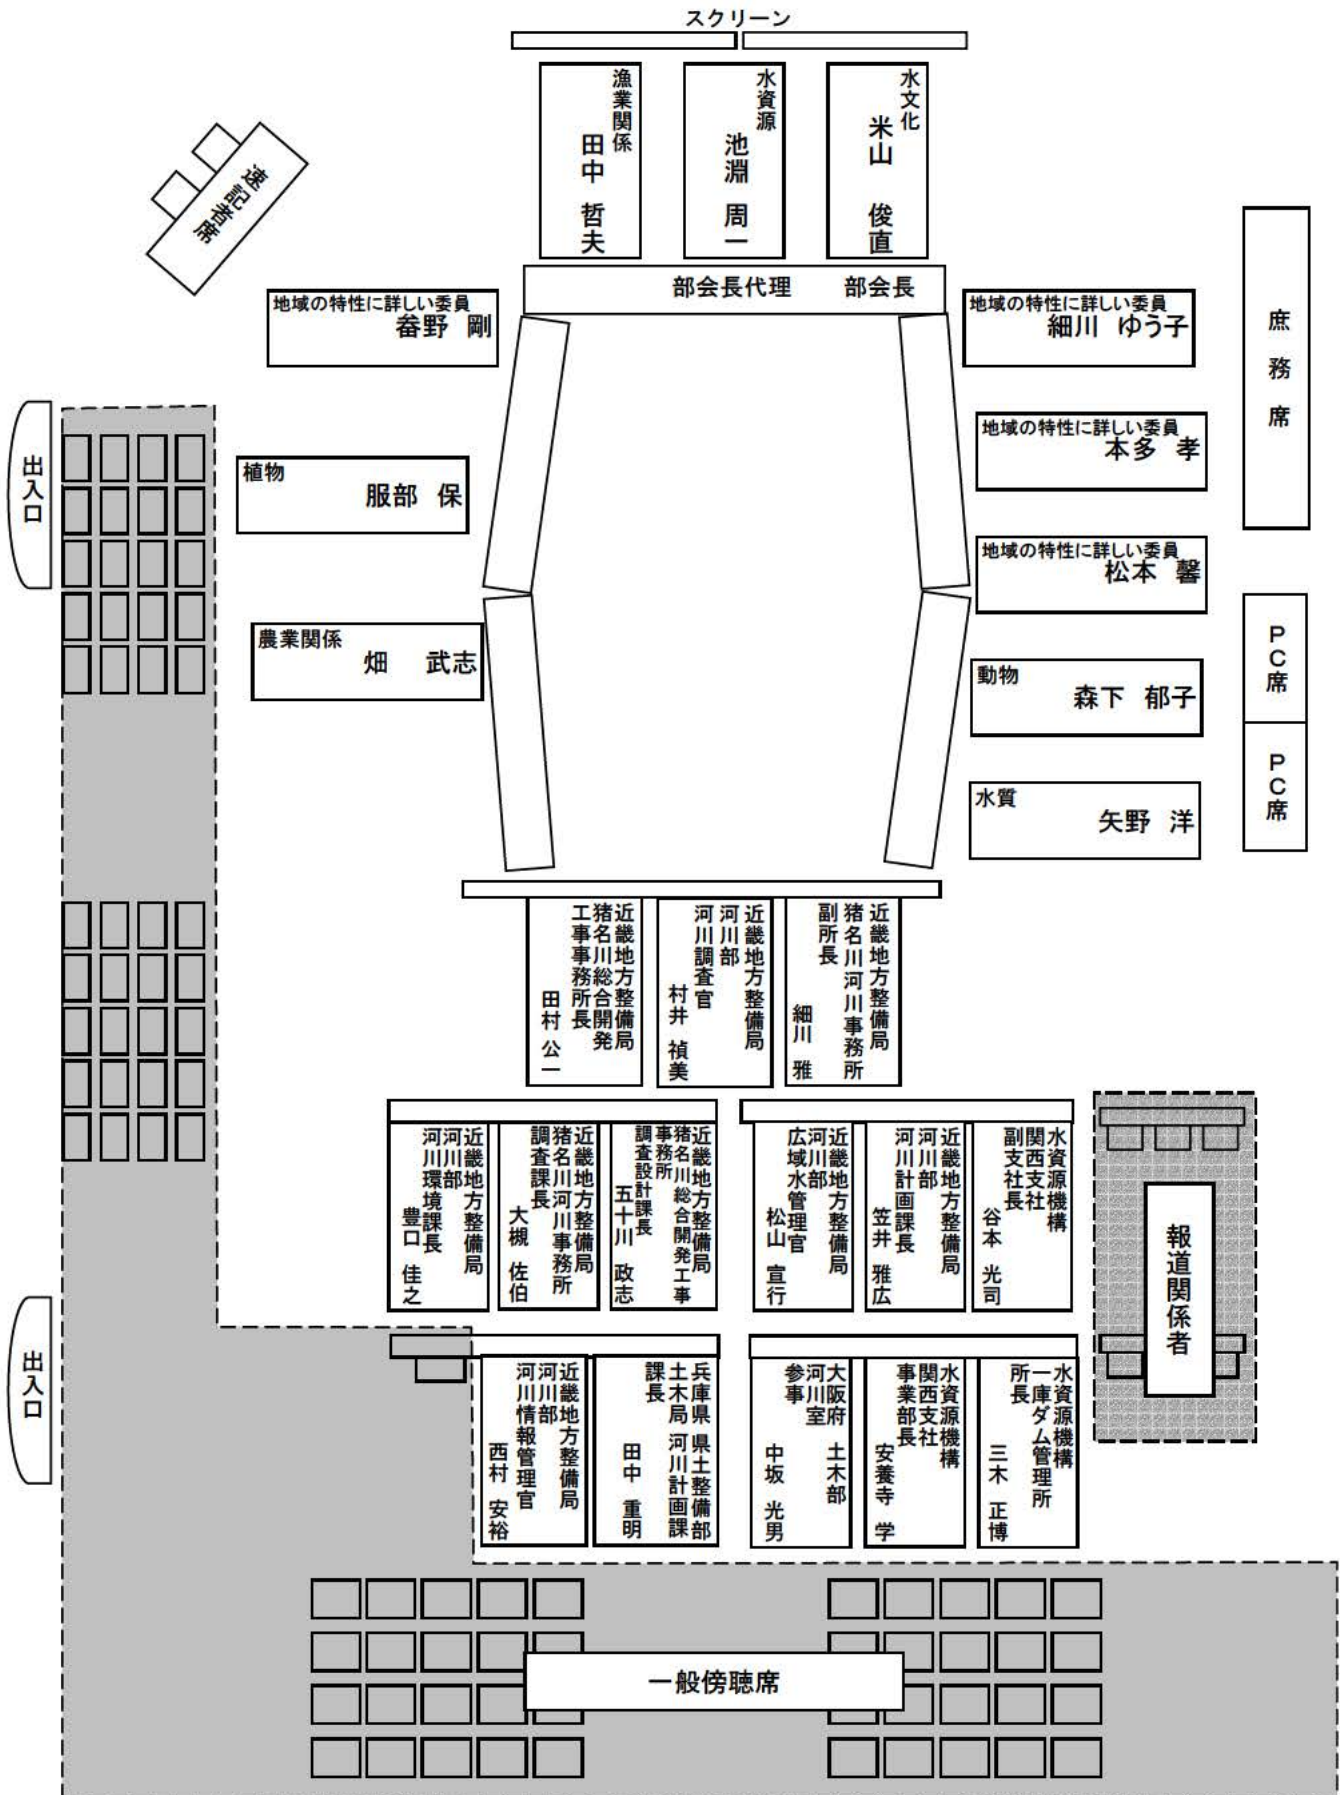 スクリーン
漁業関係
田中 哲夫
水資源
池淵 周一
水文化
米山 俊直
速記者席
部会長代理 部会長
地域の特性に詳しい委員
畚野 剛
地域の特性に詳しい委員
細川 ゆう子
庶務席
地域の特性に詳しい委員
本多 孝
出入口
植物
服部 保
地域の特性に詳しい委員
松本 馨
農業関係
畑 武志
動物
森下 郁子
PC席
PC席
水質
矢野 洋
近畿地方整備局
猪名川総合開発
工事事務所長
田村 公一
近畿地方整備局
河川部
河川調査官
村井 禎美
近畿地方整備局
猪名川河川事務所
副所長
細川 雅
近畿地方整備局
河川部
河川環境課長
豊口 佳之
近畿地方整備局
猪名川河川事務所
調査課長
大槻 佐伯
近畿地方整備局
猪名川総合開発工事
事務所
調査設計課長
五十川 政志
近畿地方整備局
河川部
広域水管理官
松山 宣行
近畿地方整備局
河川部
河川計画課長
笠井 雅広
水資源機構
関西支社
副支社長
谷本 光司
報道関係者
出入口
近畿地方整備局
河川部
河川情報管理官
西村 安裕
兵庫県 県土整備部
土木局 河川計画課
課長
田中 重明
大阪府 土木部
河川室
参事
中坂 光男
水資源機構
関西支社
事業部長
安養寺 学
水資源機構
一庫ダム管理所
所長
三木 正博
一般傍聴席